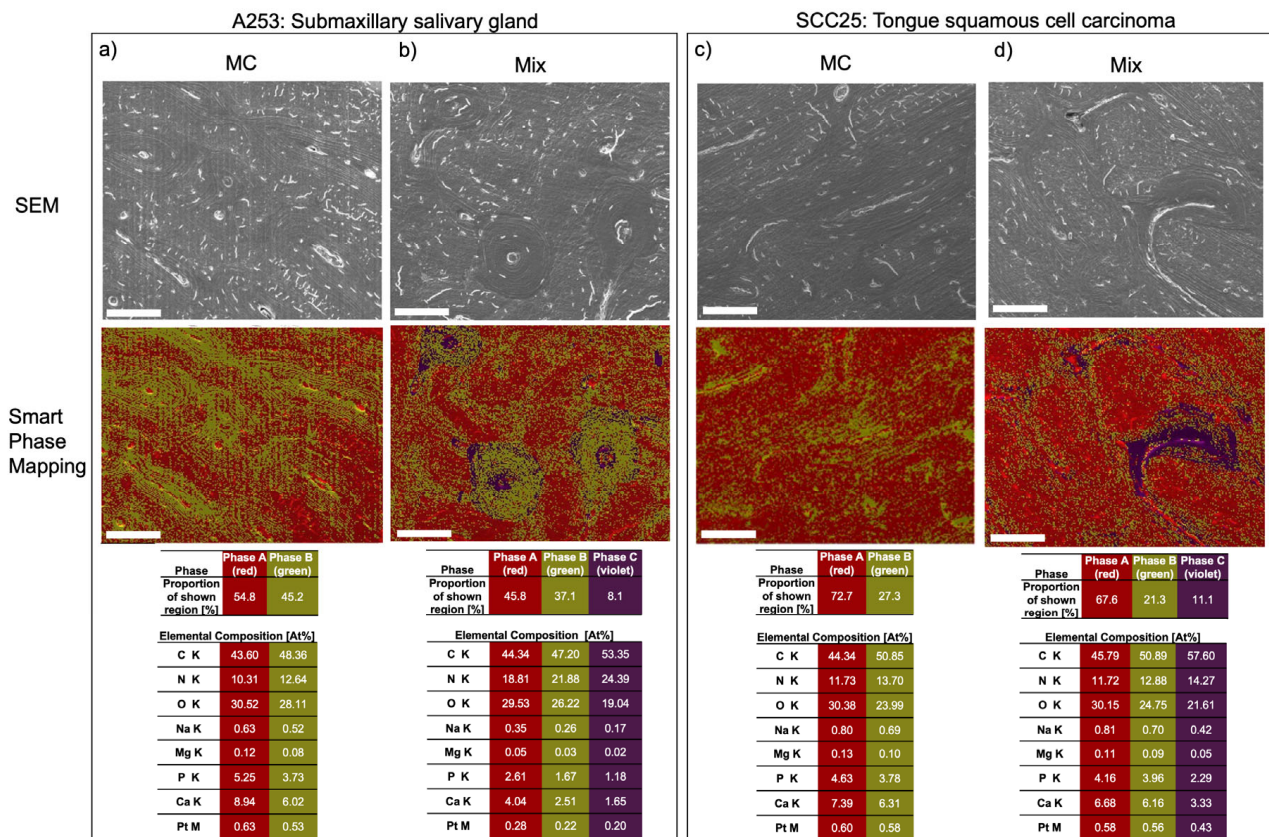 A253: Submaxillary salivary gland
SCC25: Tongue squamous cell carcinoma
a)
MC
b)
Mix
c)
MC
d)
Mix
SEM
Smart
Phase
Mapping
Phase
Phase A (red)
Phase B (green)
Proportion of shown region [%]
54.8
45.2
Elemental Composition [At%]
C K 43.60 48.36
N K 10.31 12.64
O K 30.52 28.11
Na K 0.63 0.52
Mg K 0.12 0.08
P K 5.25 3.73
Ca K 8.94 6.02
Pt M 0.63 0.53
Phase
Phase A (red)
Phase B (green)
Phase C (violet)
Proportion of shown region [%]
45.8
37.1
8.1
Elemental Composition [At%]
C K 44.34 47.20 53.35
N K 18.81 21.88 24.39
O K 29.53 26.22 19.04
Na K 0.35 0.26 0.17
Mg K 0.05 0.03 0.02
P K 2.61 1.67 1.18
Ca K 4.04 2.51 1.65
Pt M 0.28 0.22 0.20
Phase
Phase A (red)
Phase B (green)
Proportion of shown region [%]
72.7
27.3
Elemental Composition [At%]
C K 44.34 50.85
N K 11.73 13.70
O K 30.38 23.99
Na K 0.80 0.69
Mg K 0.13 0.10
P K 4.63 3.78
Ca K 7.39 6.31
Pt M 0.60 0.58
Phase
Phase A (red)
Phase B (green)
Phase C (violet)
Proportion of shown region [%]
67.6
21.3
11.1
Elemental Composition [At%]
C K 45.79 50.89 57.60
N K 11.72 12.88 14.27
O K 30.15 24.75 21.61
Na K 0.81 0.70 0.42
Mg K 0.11 0.09 0.05
P K 4.16 3.96 2.29
Ca K 6.68 6.16 3.33
Pt M 0.58 0.56 0.43